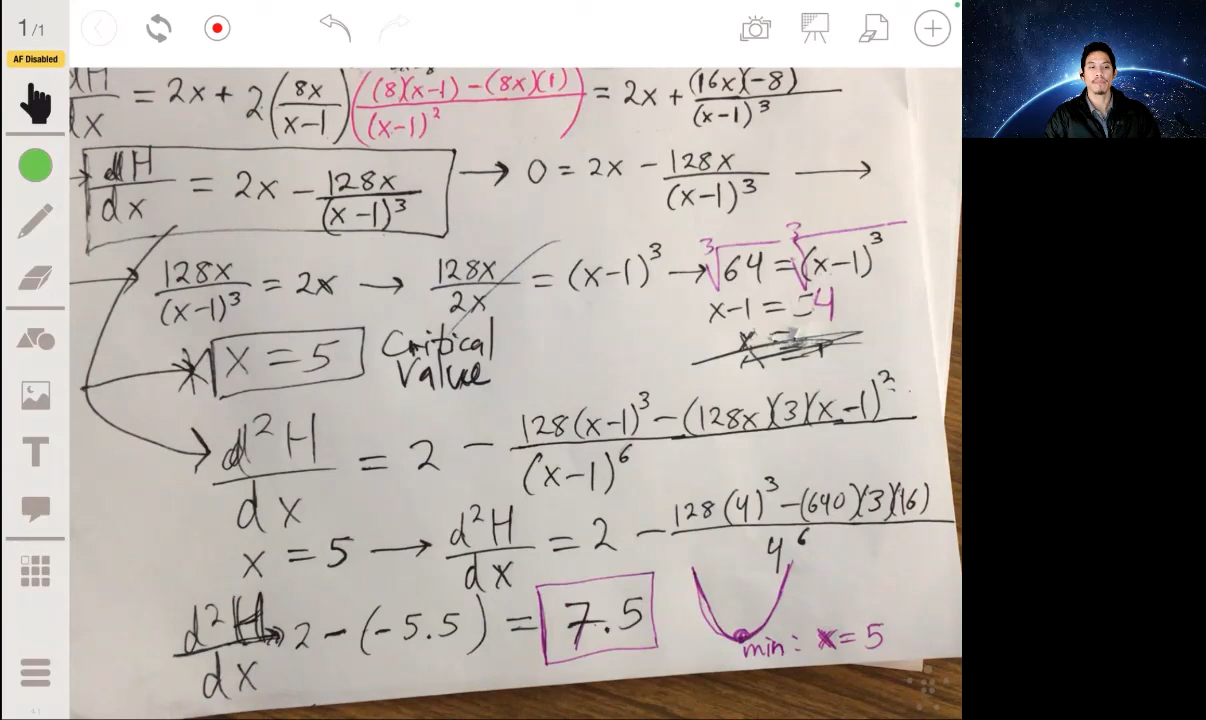 1/1
AF Disabled
dH/dx = 2x + 2(8x/(x-1))(((8)(x-1) - (8x)(1))/(x-1)²) = 2x + (16x)(-8)/(x-1)³
dH/dx = 2x - 128x/(x-1)³ → 0 = 2x - 128x/(x-1)³ →
→ 128x/(x-1)³ = 2x → 128x/2x = (x-1)³ → ³√64 = ³√(x-1)³
x-1 = 4
x = 5 Critical Value
d²H/dx = 2 - (128(x-1)³ - (128x)(3)(x-1)²)/(x-1)⁶
x = 5 → d²H/dx = 2 - (128(4)³ - (640)(3)(16))/4⁶
d²H/dx 2 - (-5.5) = 7.5
min: x = 5
T